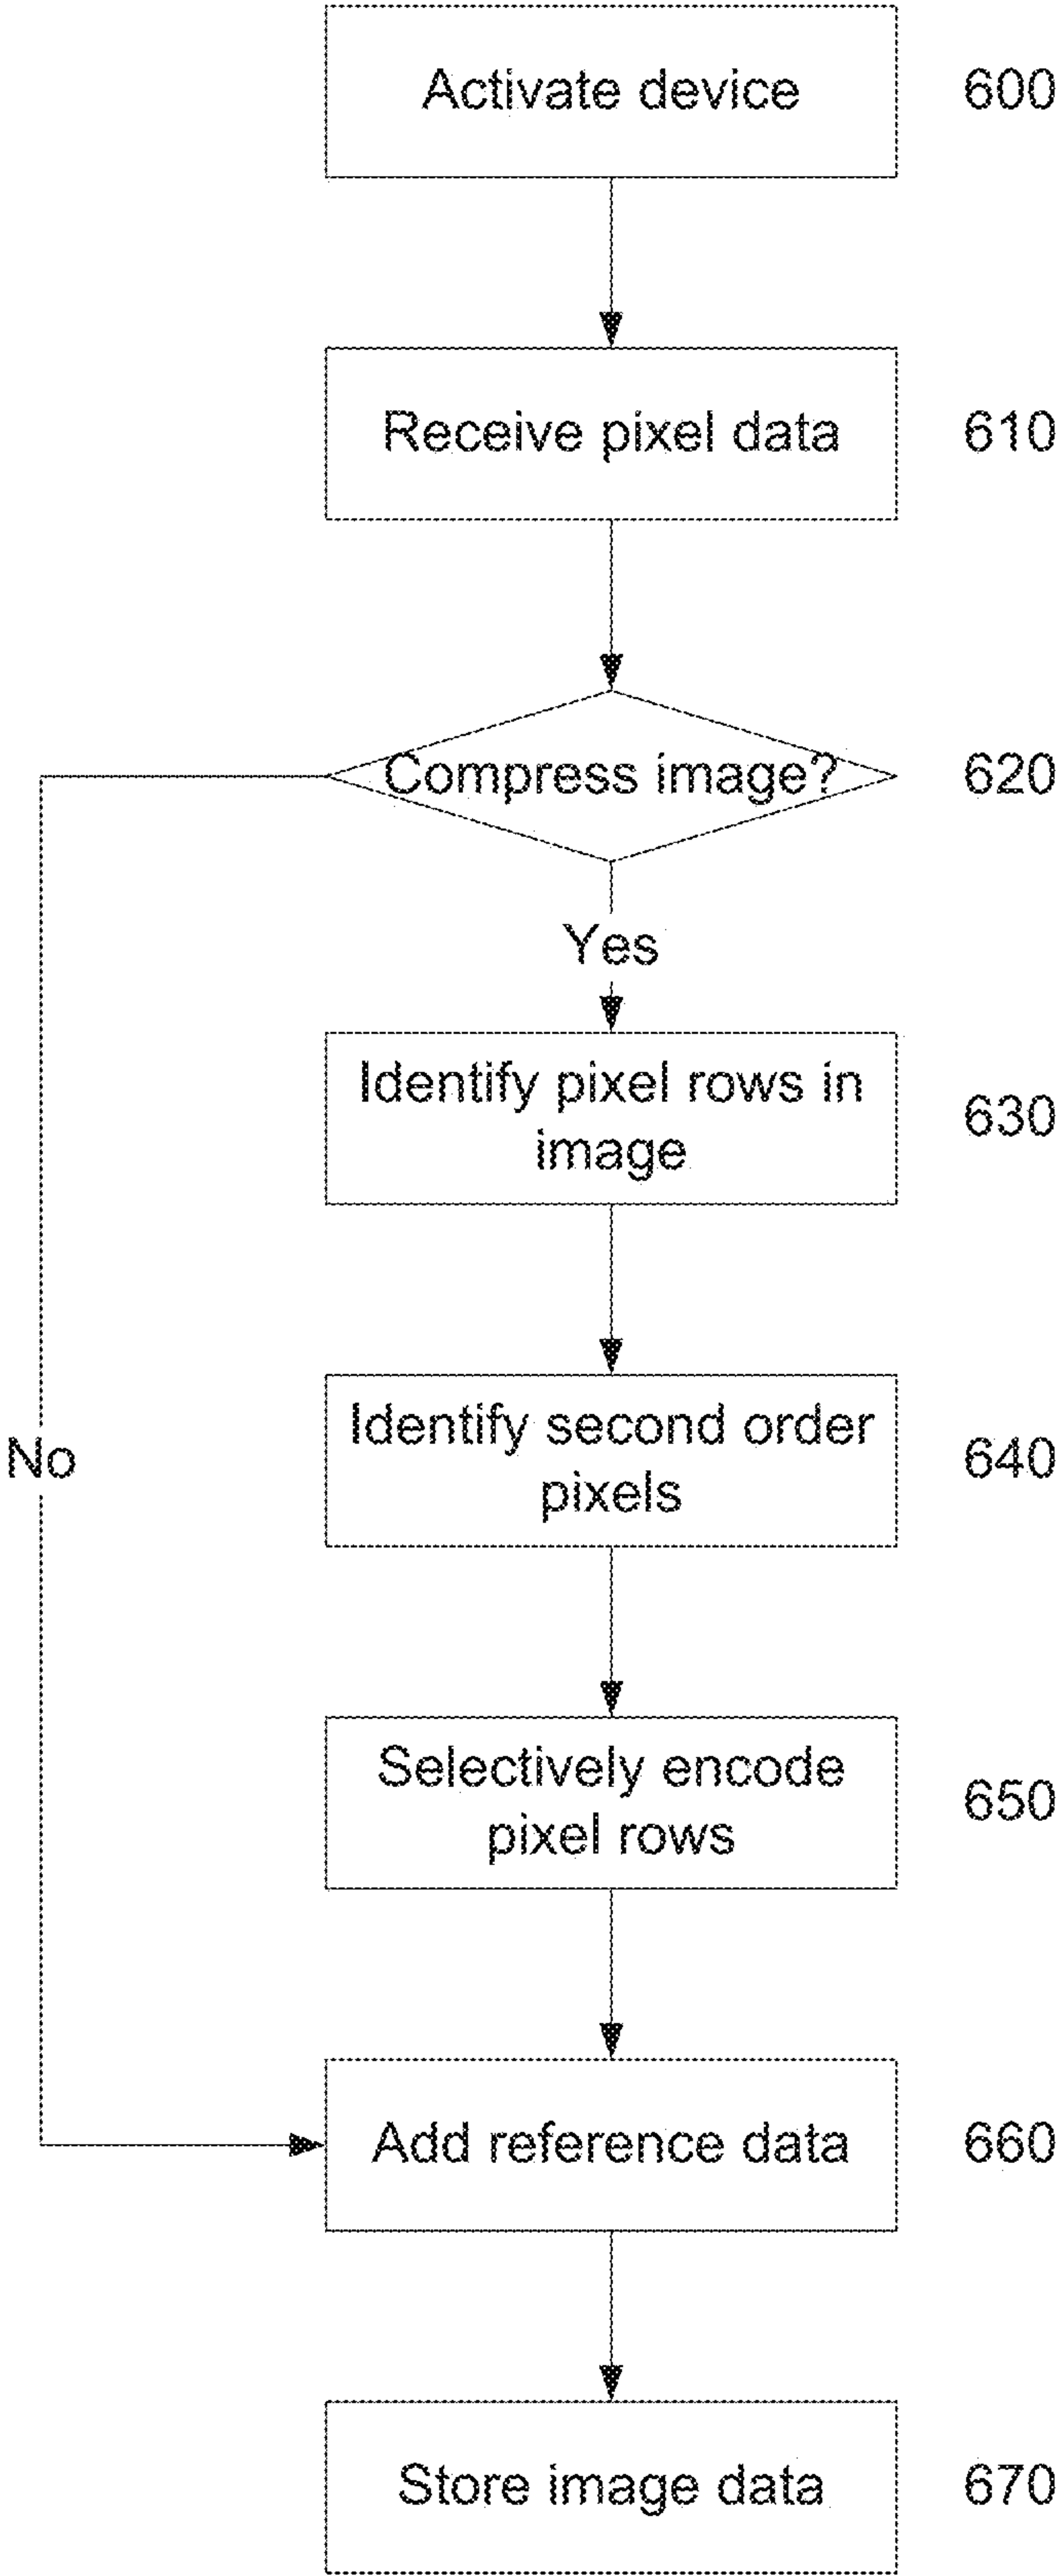 Activate device 600
Receive pixel data 610
Compress image? 620
Yes
Identify pixel rows in
image
630
Identify second order
pixels
640
No
Selectively encode
pixel rows
650
Add reference data 660
Store image data 670